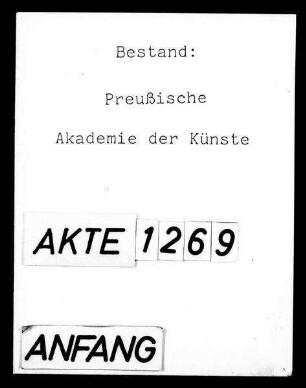 Bestand:
Preußische
Akademie der Künste
AKTE 1269
ANFANG